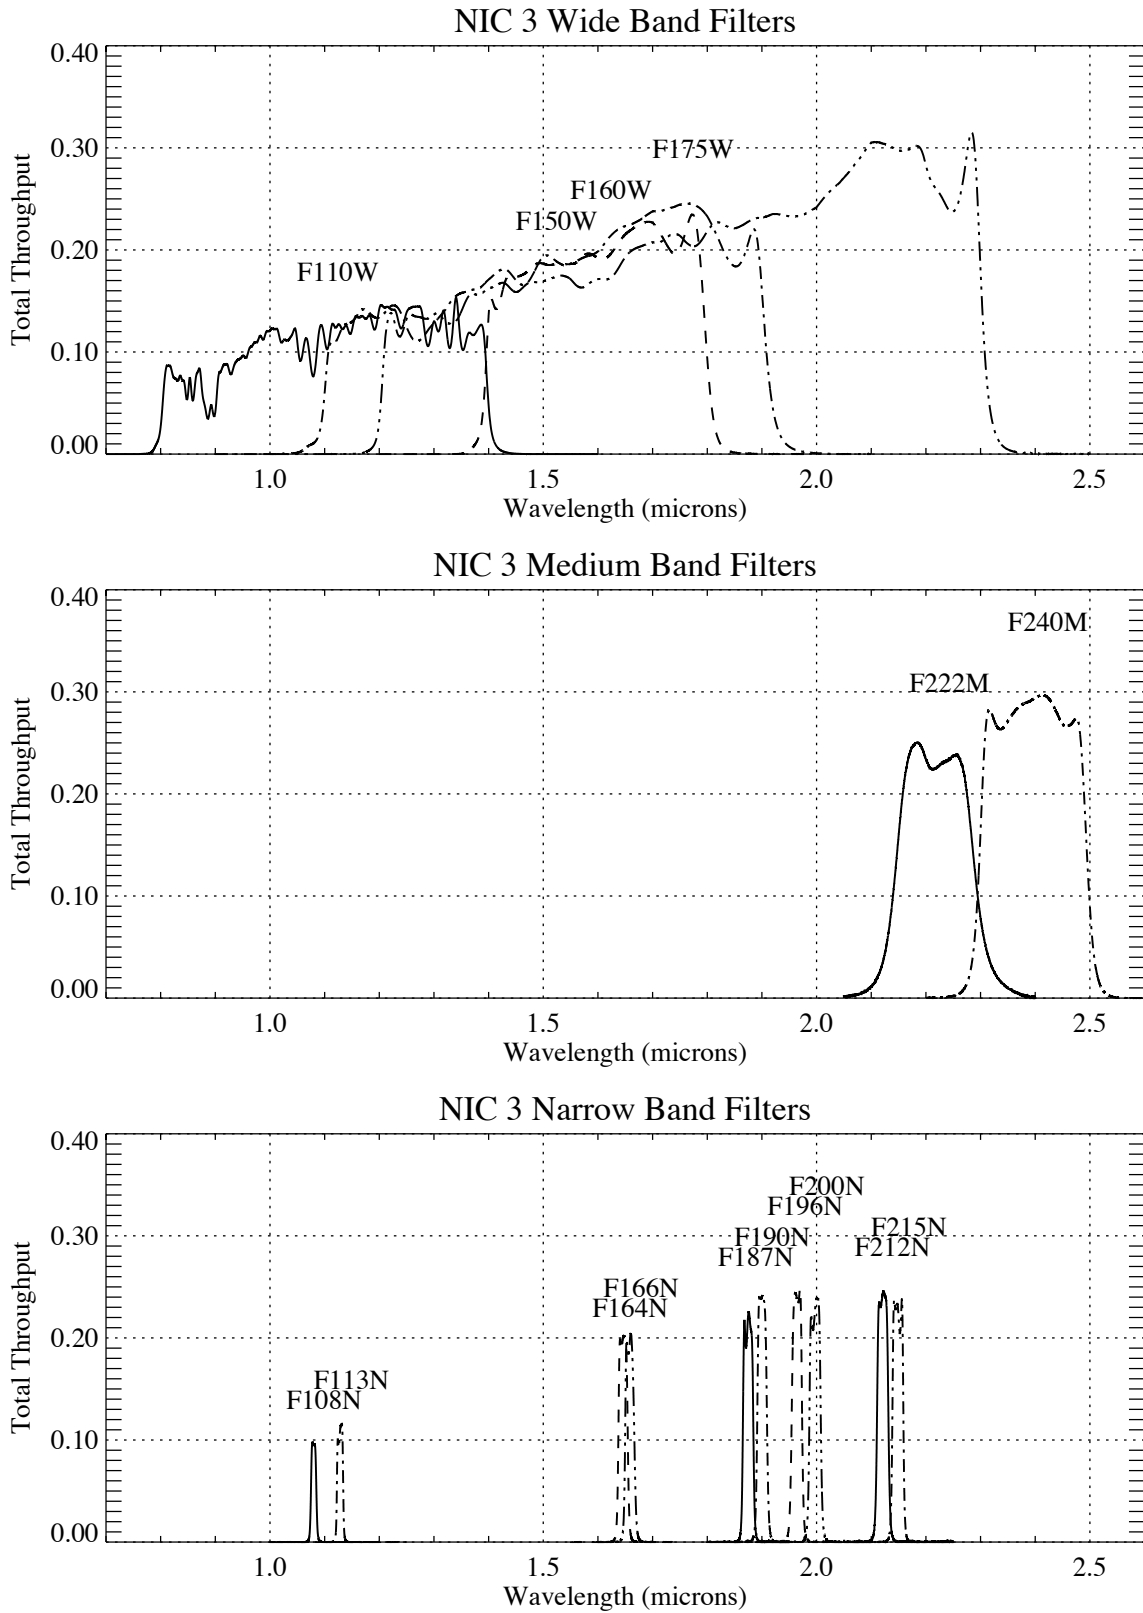 NIC 3 Wide Band Filters
0.40
0.30
0.20
0.10
0.00
Total Throughput
F110W
F150W
F160W
F175W
1.0 1.5 2.0 2.5
Wavelength (microns)
NIC 3 Medium Band Filters
0.40
0.30
0.20
0.10
0.00
Total Throughput
F222M
F240M
1.0 1.5 2.0 2.5
Wavelength (microns)
NIC 3 Narrow Band Filters
0.40
0.30
0.20
0.10
0.00
Total Throughput
F108N
F113N
F164N
F166N
F187N
F190N
F196N
F200N
F212N
F215N
1.0 1.5 2.0 2.5
Wavelength (microns)